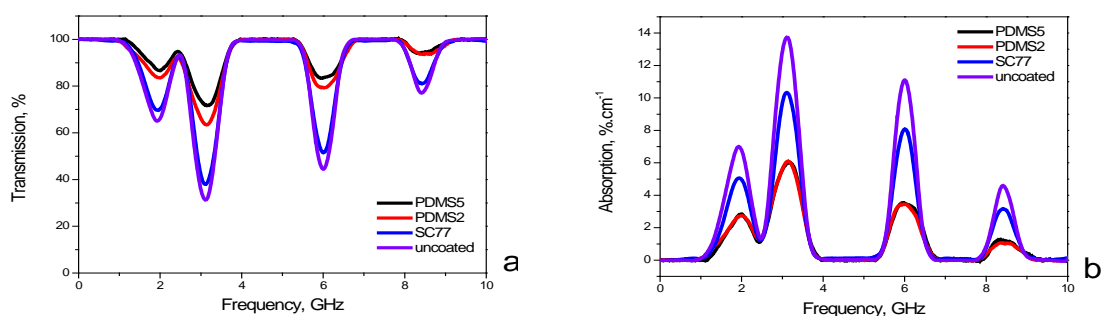 Transmission, %
100
80
60
40
20
0
0 2 4 6 8 10
Frequency, GHz
PDMS5
PDMS2
SC77
uncoated
a
Absorption, %.cm-1
14
12
10
8
6
4
2
0
0 2 4 6 8 10
Frequency, GHz
PDMS5
PDMS2
SC77
uncoated
b